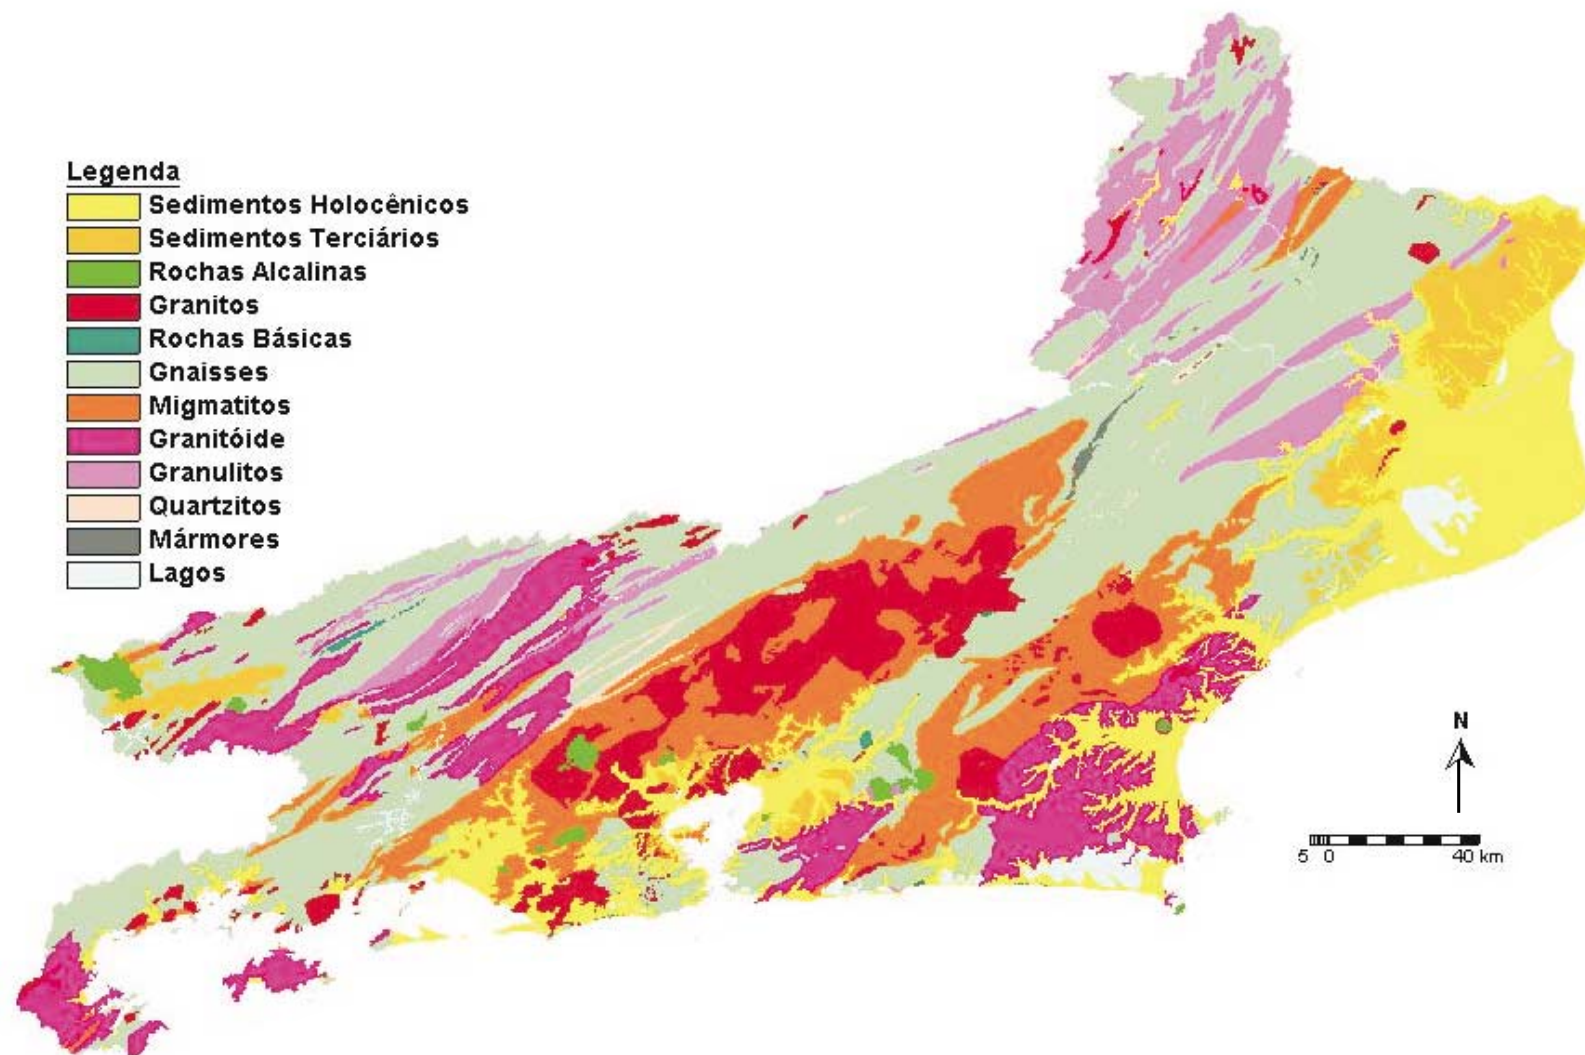 Legenda
Sedimentos Holocênicos
Sedimentos Terciários
Rochas Alcalinas
Granitos
Rochas Básicas
Gnaisses
Migmatitos
Granitóide
Granulitos
Quartzitos
Mármores
Lagos
N
5 0 40 km